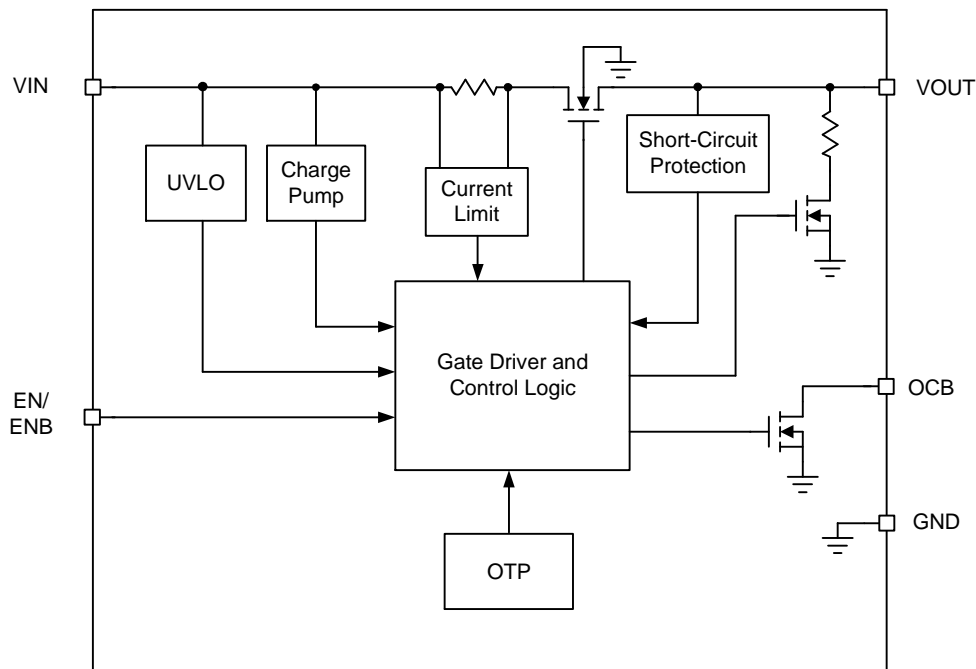 VIN
VOUT
UVLO
Charge
Pump
Current
Limit
Short-Circuit
Protection
Gate Driver and
Control Logic
EN/
ENB
OCB
GND
OTP